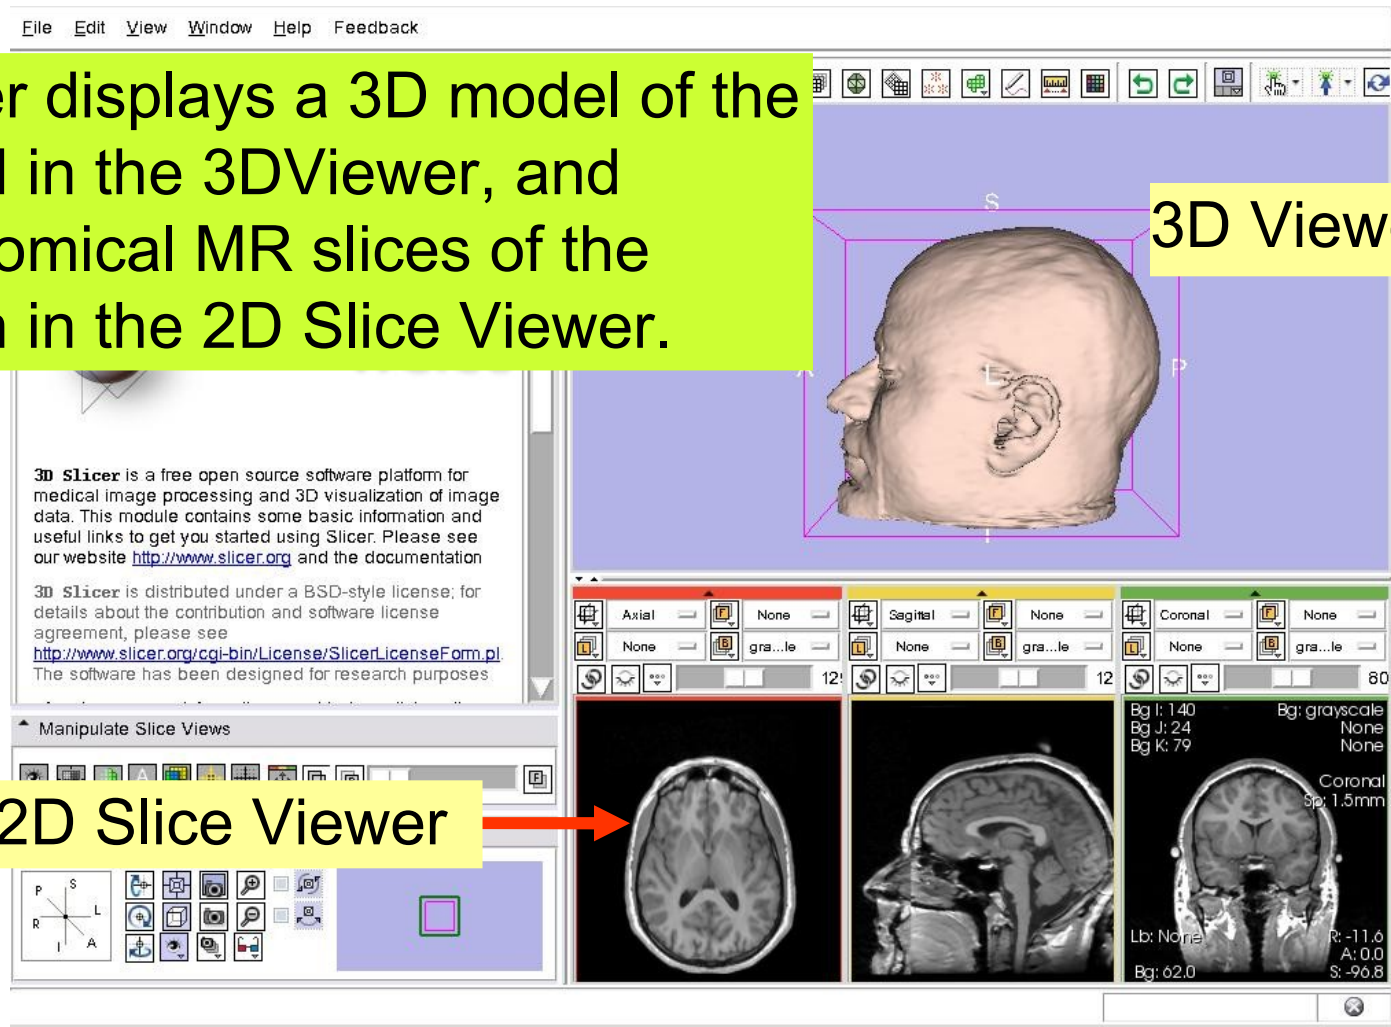 File Edit View Window Help Feedback
er displays a 3D model of the
in the 3DViewer, and
omical MR slices of the
in the 2D Slice Viewer.
3D View
S
A
L
P
I
3D Slicer is a free open source software platform for
medical image processing and 3D visualization of image
data. This module contains some basic information and
useful links to get you started using Slicer. Please see
our website http://www.slicer.org and the documentation
3D Slicer is distributed under a BSD-style license; for
details about the contribution and software license
agreement, please see
http://www.slicer.org/cgi-bin/License/SlicerLicenseForm.pl.
The software has been designed for research purposes
Manipulate Slice Views
2D Slice Viewer
P S
R L
I A
Axial F None
L None B gra...le
12
Sagittal F None
L None B gra...le
12
Coronal F None
L None B gra...le
80
Bg I: 140 Bg: grayscale
Bg J: 24 None
Bg K: 79 None
Coronal
Sp: 1.5mm
Lb: None R: -11.6
A: 0.0
Bg: 62.0 S: -96.8